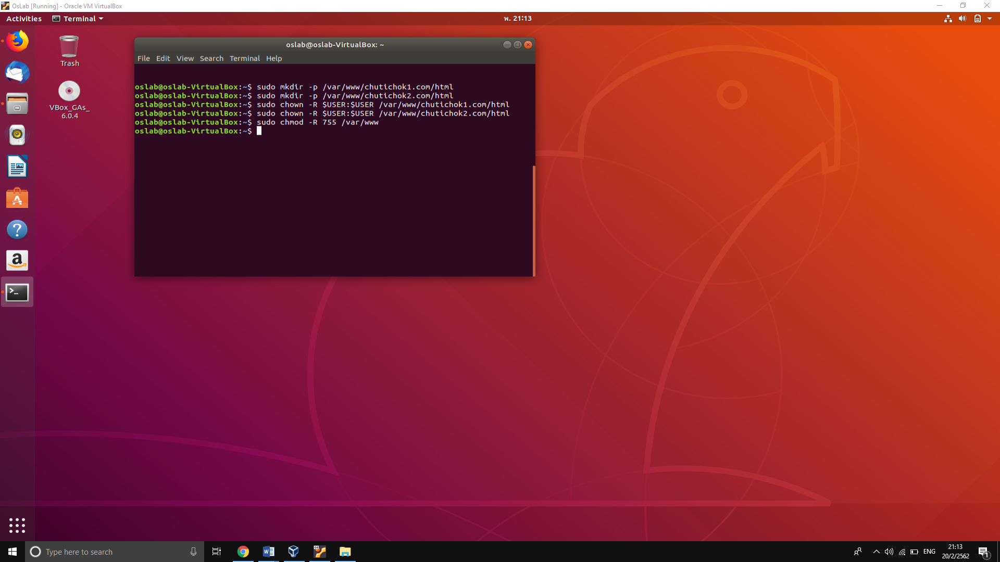 OsLab [Running] - Oracle VM VirtualBox
Activities Terminal พ. 21:13
Trash
VBox_GAs_
6.0.4
oslab@oslab-VirtualBox: ~
File Edit View Search Terminal Help
oslab@oslab-VirtualBox:~$ sudo mkdir -p /var/www/chutichok1.com/html
oslab@oslab-VirtualBox:~$ sudo mkdir -p /var/www/chutichok2.com/html
oslab@oslab-VirtualBox:~$ sudo chown -R $USER:$USER /var/www/chutichok1.com/html
oslab@oslab-VirtualBox:~$ sudo chown -R $USER:$USER /var/www/chutichok2.com/html
oslab@oslab-VirtualBox:~$ sudo chmod -R 755 /var/www
oslab@oslab-VirtualBox:~$
Type here to search
ENG
21:13
20/2/2562
1